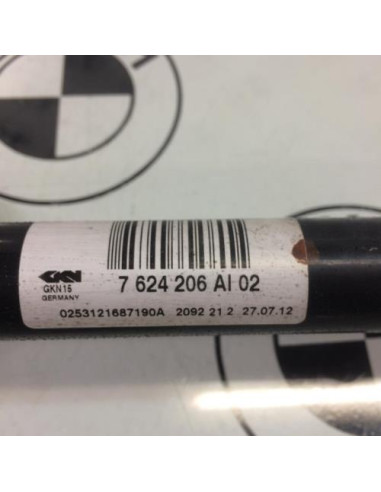 7 624 206 AI 02
GKN
GKN15
GERMANY
0253121687190A 2092 21.2 27.07.12